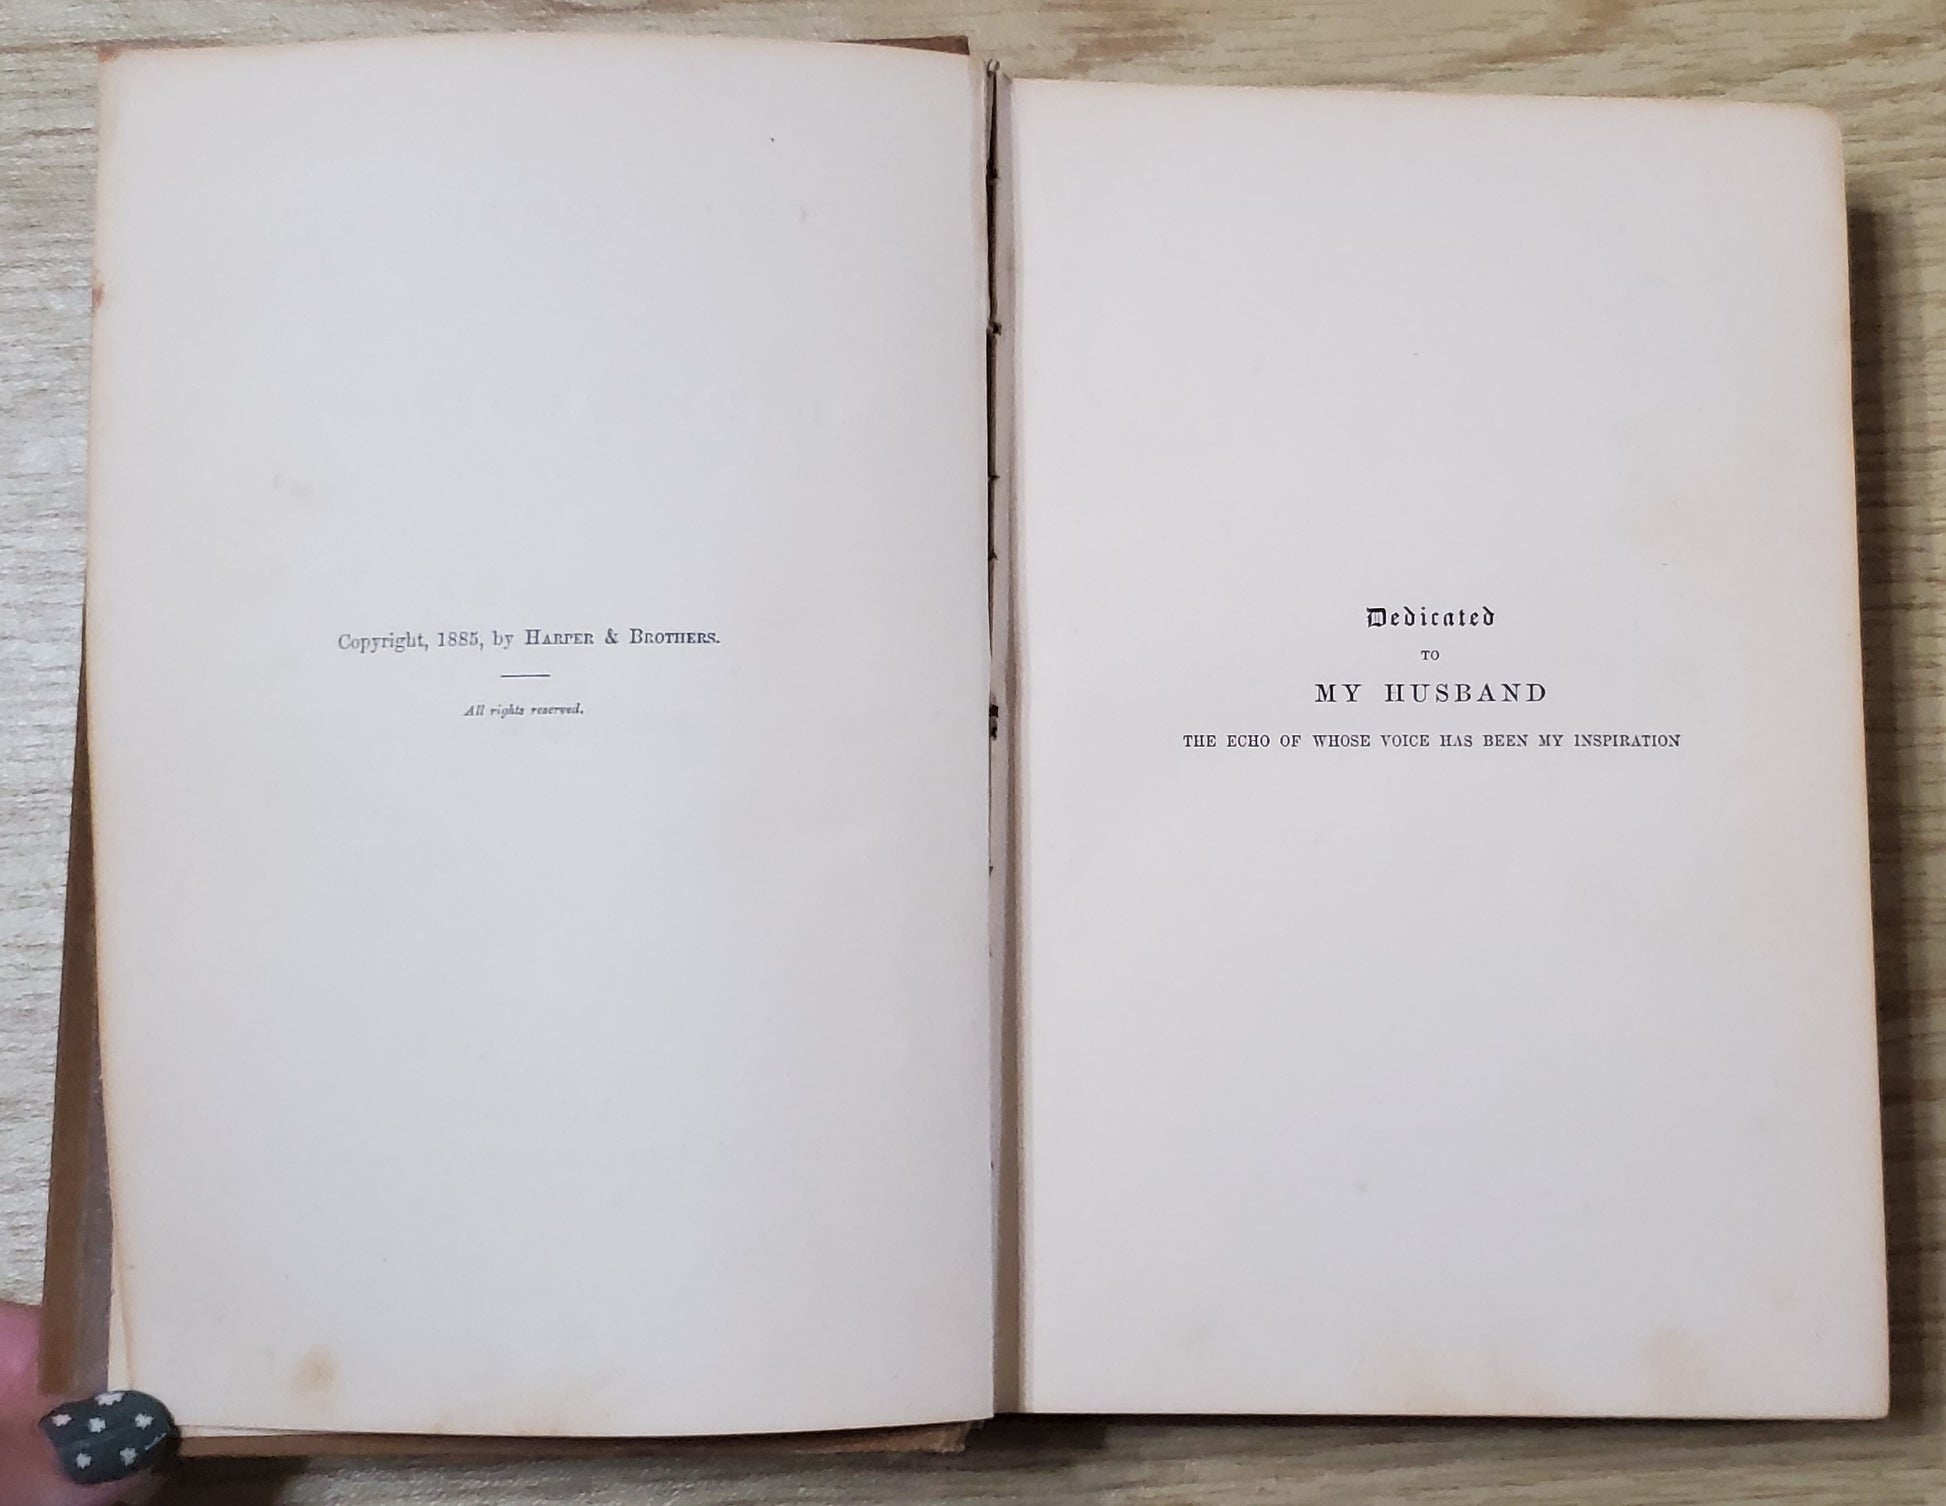 Copyright, 1885, by HARPER & BROTHERS.
All rights reserved.
Dedicated
TO
MY HUSBAND
THE ECHO OF WHOSE VOICE HAS BEEN MY INSPIRATION